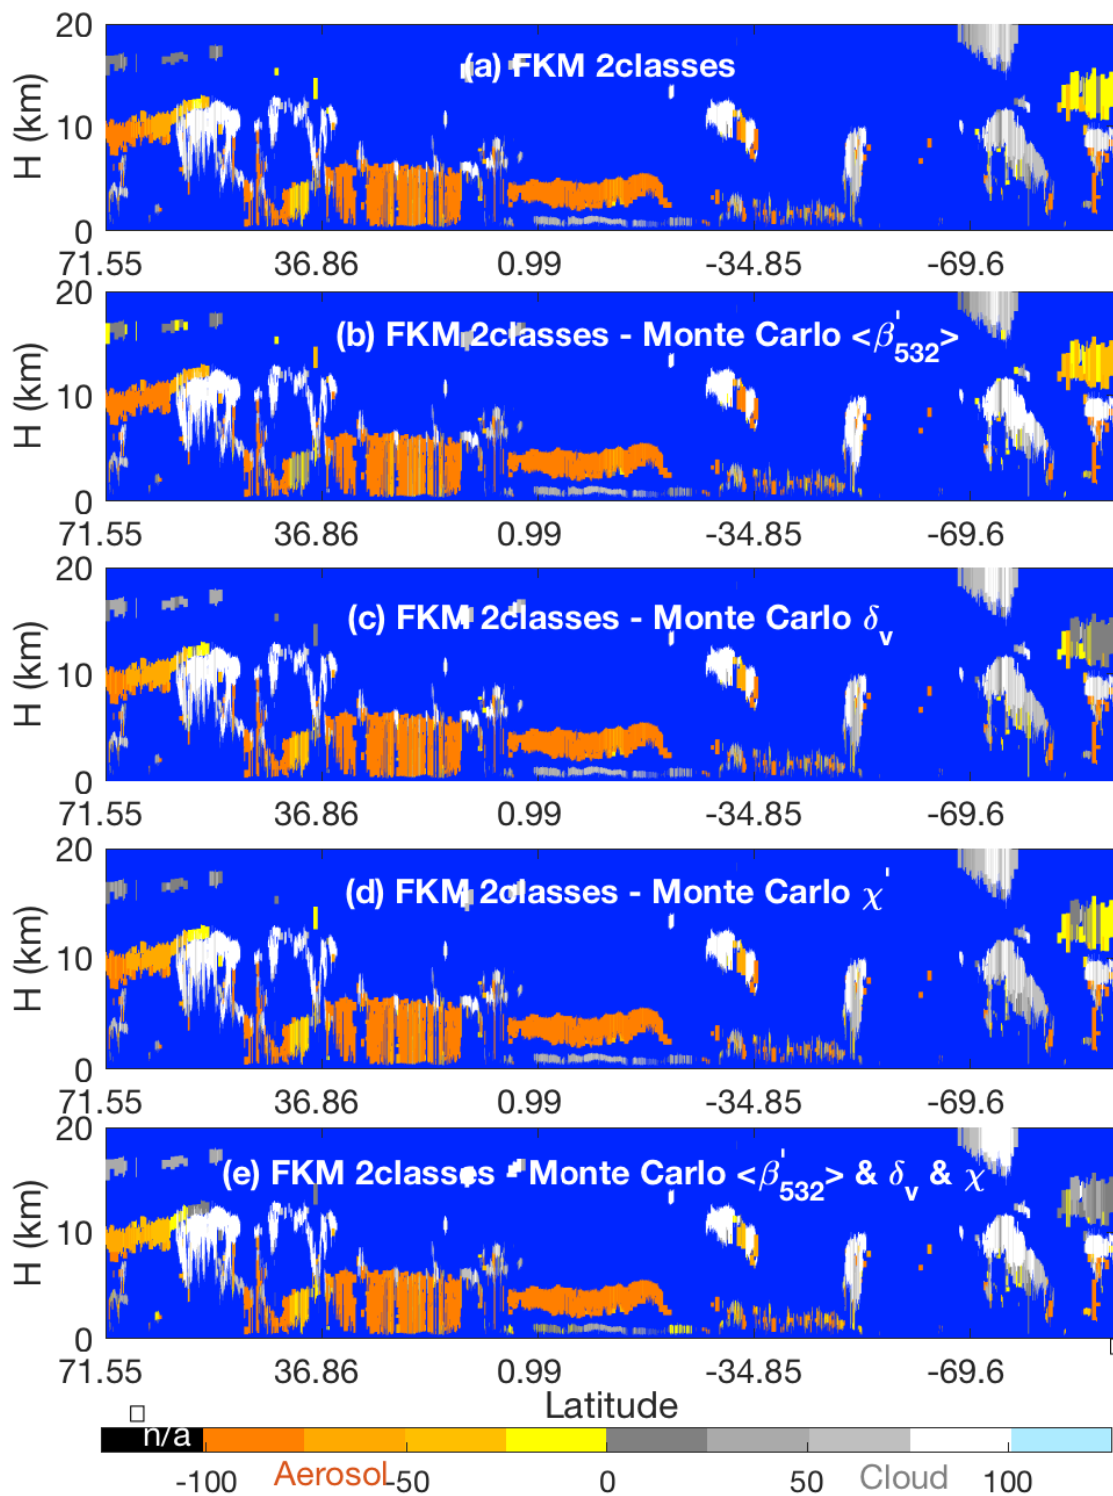 20
(a) FKM 2classes
H (km)
10
0
71.55 36.86 0.99 -34.85 -69.6
20
(b) FKM 2classes - Monte Carlo <β'532>
H (km)
10
0
71.55 36.86 0.99 -34.85 -69.6
20
(c) FKM 2classes - Monte Carlo δv
H (km)
10
0
71.55 36.86 0.99 -34.85 -69.6
20
(d) FKM 2classes - Monte Carlo χ'
H (km)
10
0
71.55 36.86 0.99 -34.85 -69.6
20
(e) FKM 2classes - Monte Carlo <β'532> & δv & χ
H (km)
10
0
71.55 36.86 0.99 -34.85 -69.6
Latitude
n/a
-100 Aerosol -50 0 50 Cloud 100